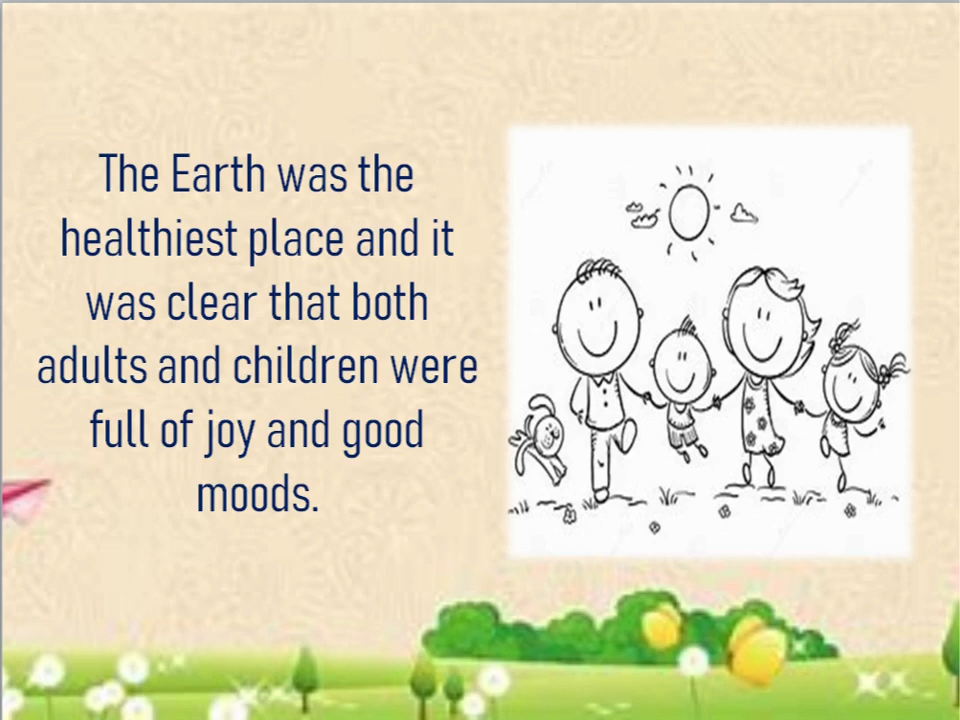 The Earth was the
healthiest place and it
was clear that both
adults and children were
full of joy and good
moods.